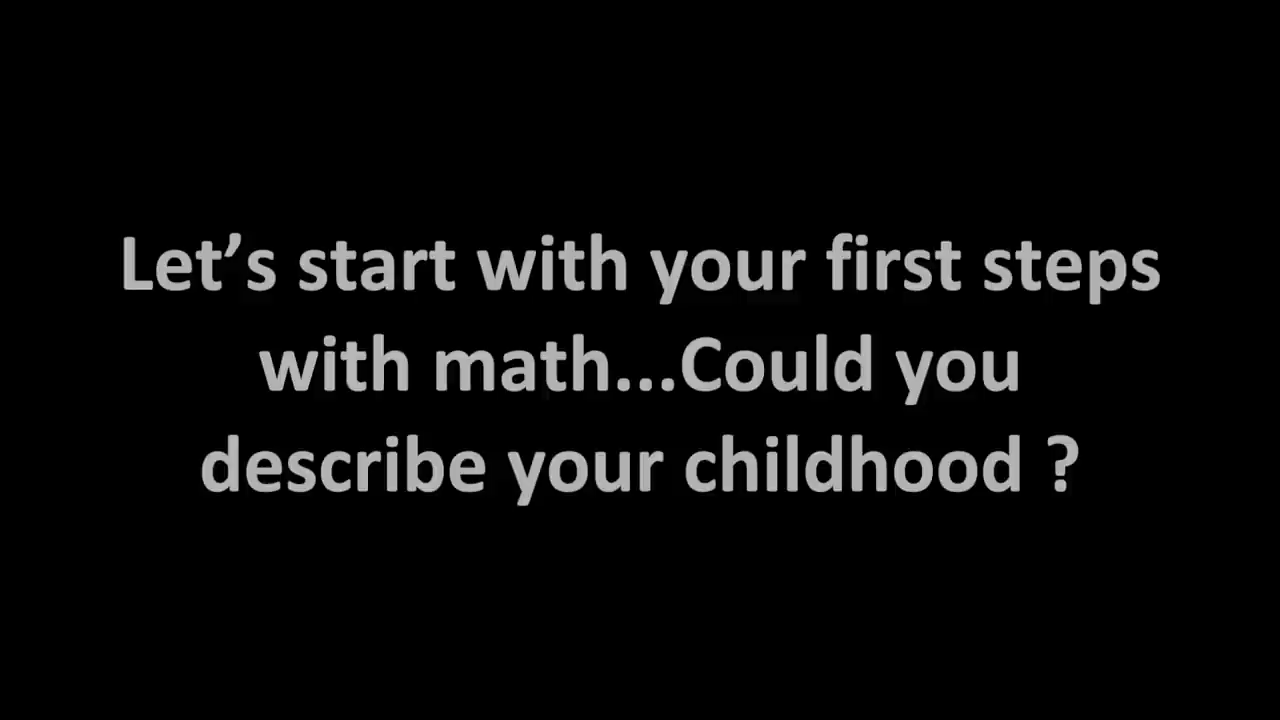 Let’s start with your first steps
with math...Could you
describe your childhood ?